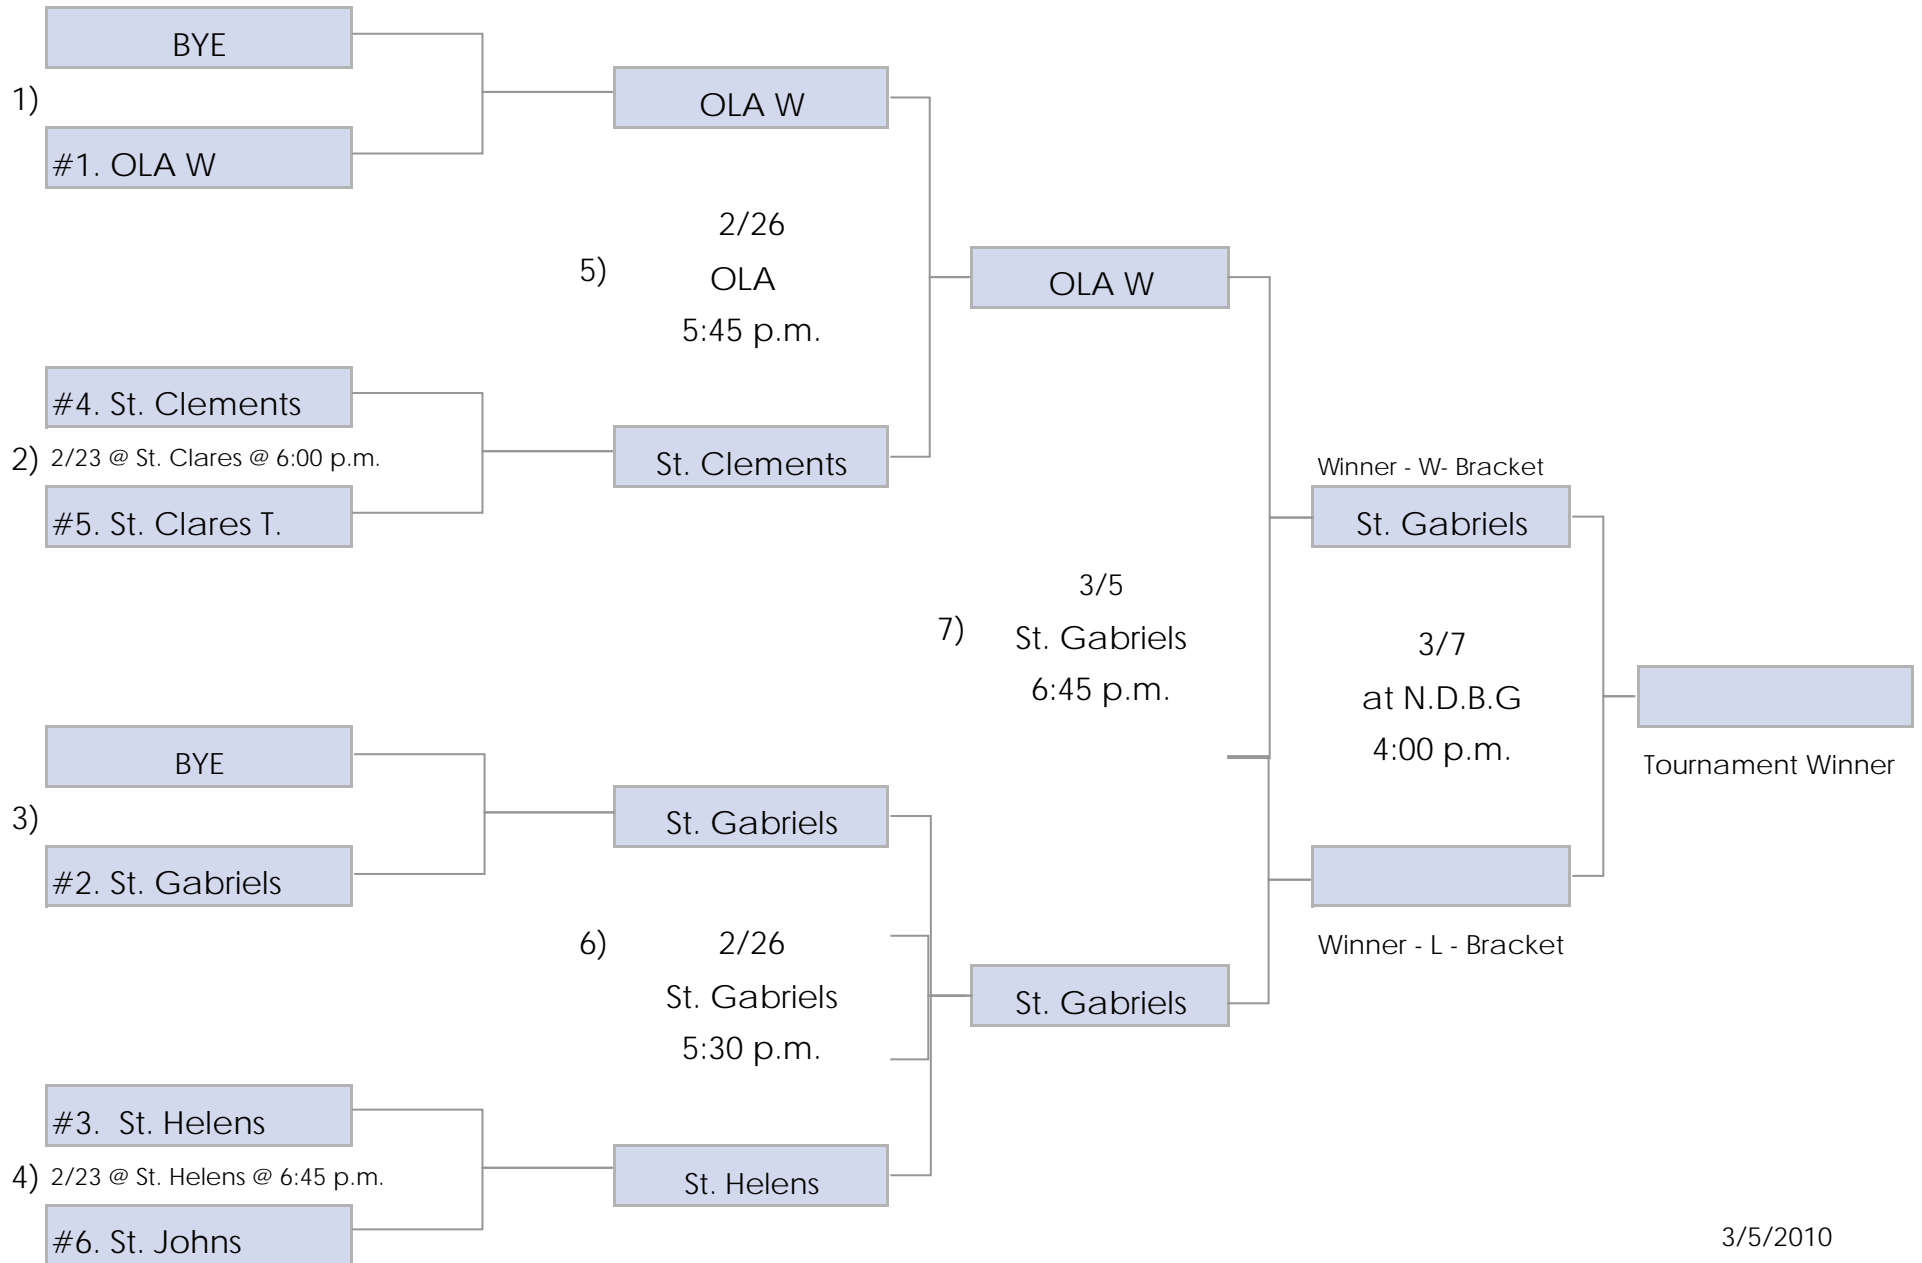 BYE
1)
#1. OLA W
OLA W
2/26
5)
OLA
5:45 p.m.
OLA W
#4. St. Clements
2) 2/23 @ St. Clares @ 6:00 p.m.
#5. St. Clares T.
St. Clements
Winner - W- Bracket
St. Gabriels
3/5
7)
St. Gabriels
6:45 p.m.
3/7
at N.D.B.G
4:00 p.m.
Tournament Winner
BYE
3)
#2. St. Gabriels
St. Gabriels
6)
2/26
St. Gabriels
5:30 p.m.
St. Gabriels
Winner - L - Bracket
#3. St. Helens
4) 2/23 @ St. Helens @ 6:45 p.m.
#6. St. Johns
St. Helens
3/5/2010